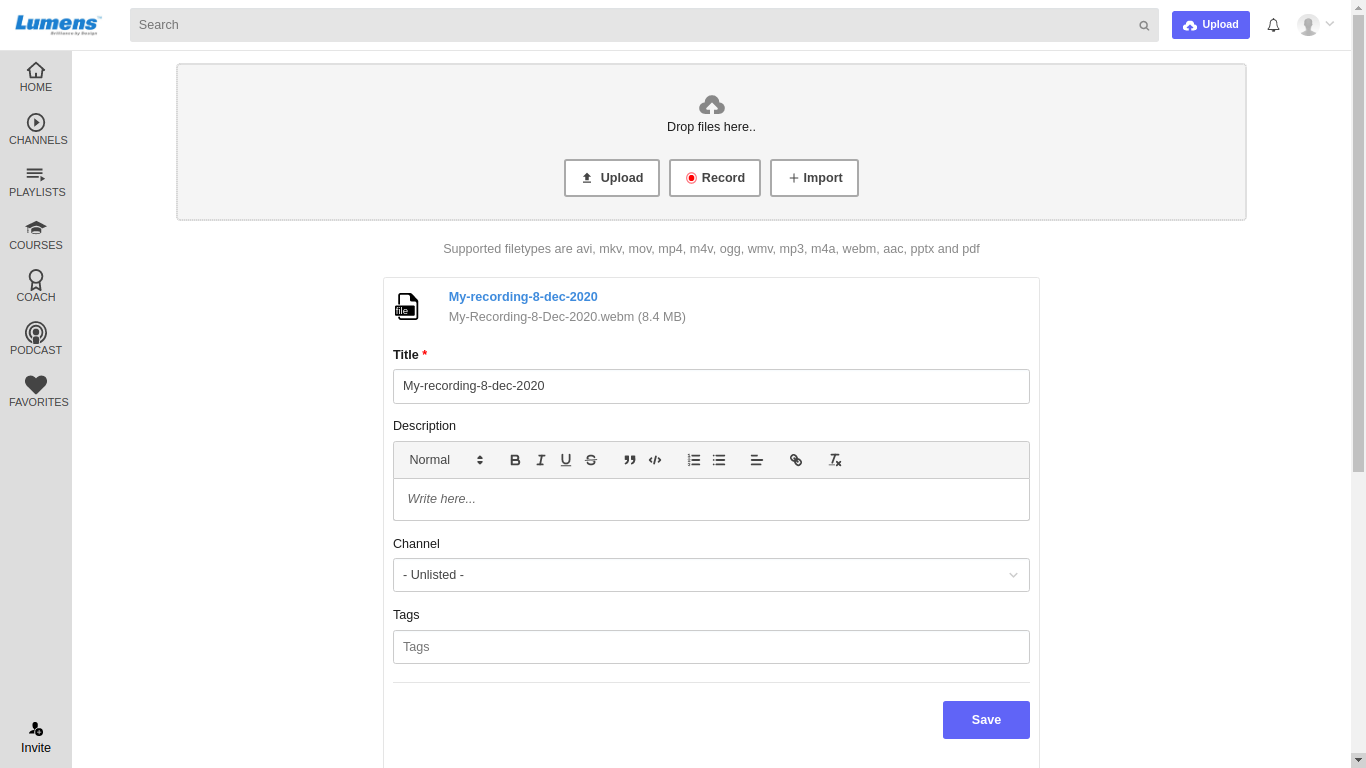 Lumens
Brilliance by Design
Search
Upload
HOME
CHANNELS
PLAYLISTS
COURSES
COACH
PODCAST
FAVORITES
Invite
Drop files here..
Upload
Record
Import
Supported filetypes are avi, mkv, mov, mp4, m4v, ogg, wmv, mp3, m4a, webm, aac, pptx and pdf
file
My-recording-8-dec-2020
My-Recording-8-Dec-2020.webm (8.4 MB)
Title *
My-recording-8-dec-2020
Description
Normal
Write here...
Channel
- Unlisted -
Tags
Tags
Save